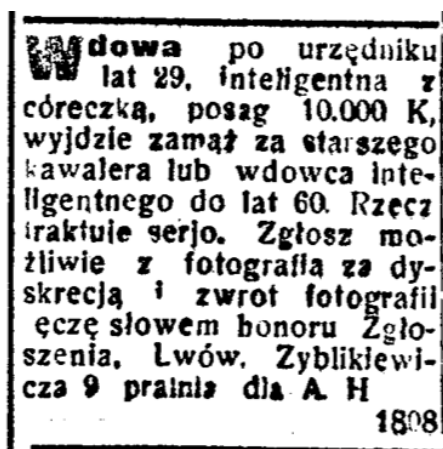 Wdowa po urzędniku
lat 29, inteligentna z
córeczką, posag 10.000 K,
wyjdzie zamąż za starszego
kawalera lub wdowca inte-
ligentnego do lat 60. Rzecz
traktuie serjo. Zgłosz mo-
żliwie z fotografią za dy-
skrecją i zwrot fotografii
ęczę słowem honoru Zgło-
szenia, Lwów, Zyblikiewi-
cza 9 pralnia dla A H
1808